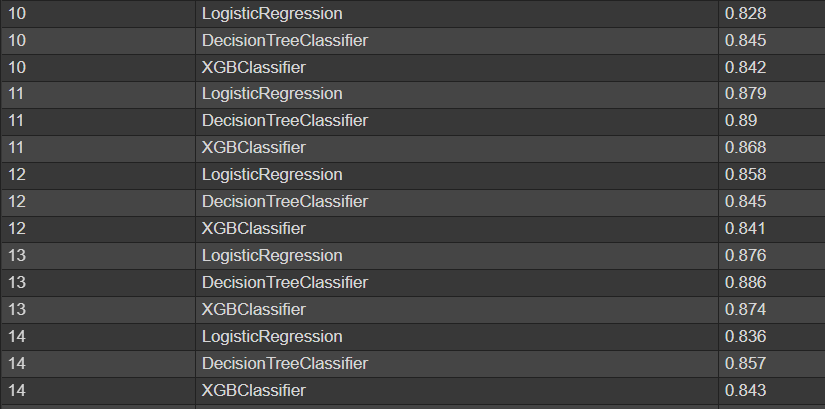 10 LogisticRegression 0.828
10 DecisionTreeClassifier 0.845
10 XGBClassifier 0.842
11 LogisticRegression 0.879
11 DecisionTreeClassifier 0.89
11 XGBClassifier 0.868
12 LogisticRegression 0.858
12 DecisionTreeClassifier 0.845
12 XGBClassifier 0.841
13 LogisticRegression 0.876
13 DecisionTreeClassifier 0.886
13 XGBClassifier 0.874
14 LogisticRegression 0.836
14 DecisionTreeClassifier 0.857
14 XGBClassifier 0.843